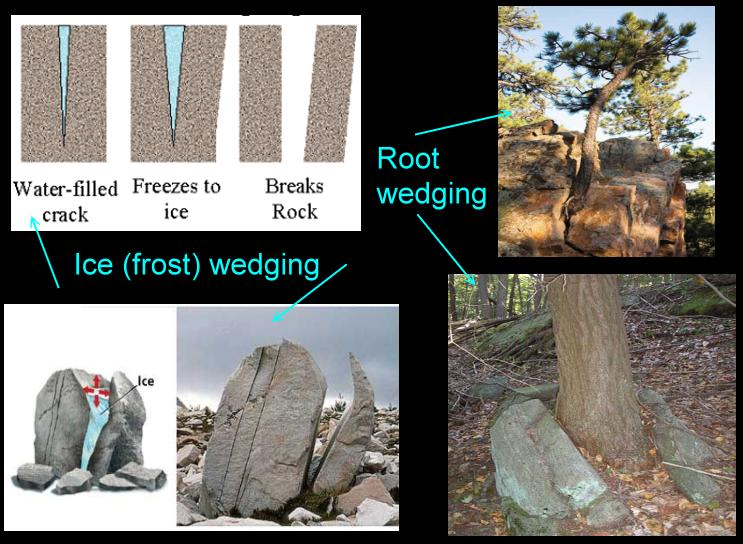 Water-filled
crack
Freezes to
ice
Breaks
Rock
Root
wedging
Ice (frost) wedging
Ice